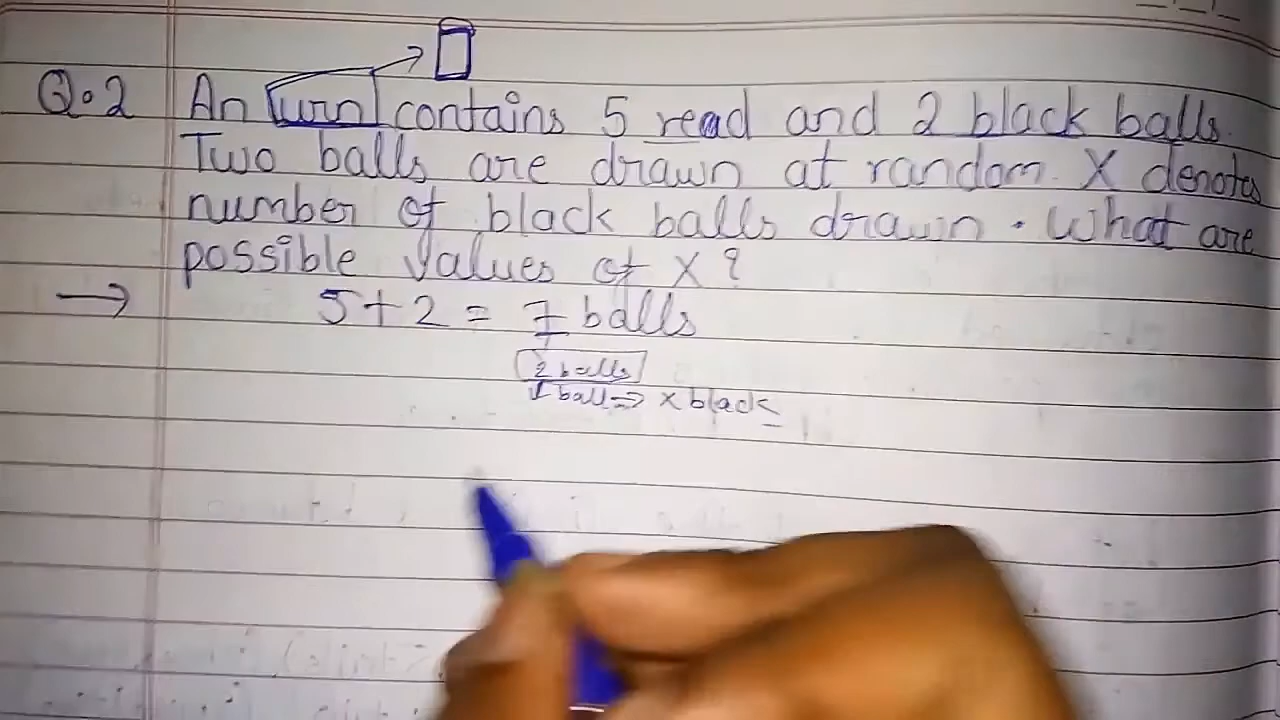 Q.2 An urn contains 5 read and 2 black balls.
Two balls are drawn at random. X denotes
number of black balls drawn. What are
possible values of X?
→ 5+2 = 7 balls
2 balls
1 ball ⇒ X black